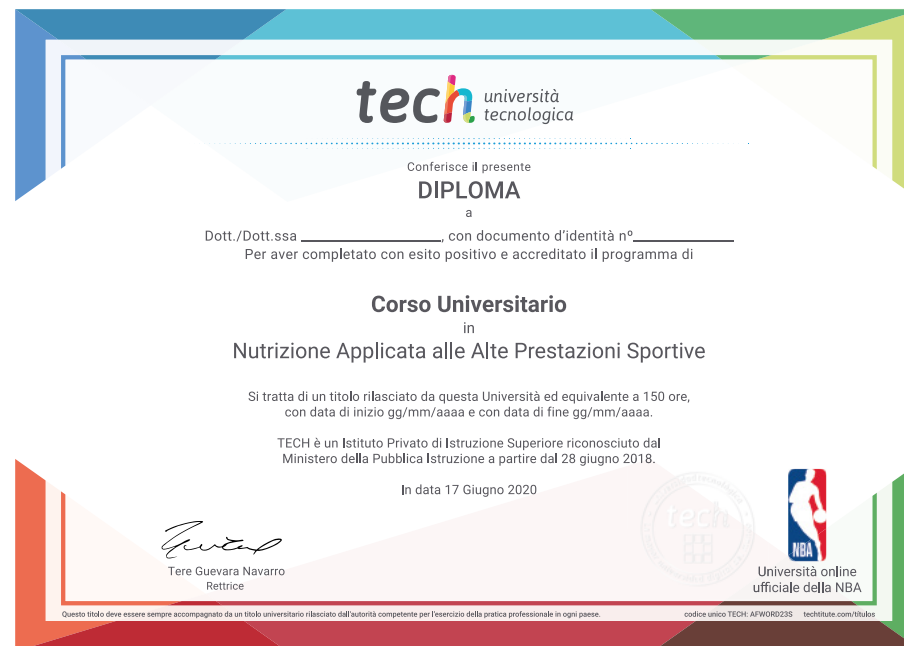 tech università
tecnologica
Conferisce il presente
DIPLOMA
a
Dott./Dott.ssa ____________________, con documento d'identità nº______________
Per aver completato con esito positivo e accreditato il programma di
Corso Universitario
in
Nutrizione Applicata alle Alte Prestazioni Sportive
Si tratta di un titolo rilasciato da questa Università ed equivalente a 150 ore,
con data di inizio gg/mm/aaaa e con data di fine gg/mm/aaaa.
TECH è un Istituto Privato di Istruzione Superiore riconosciuto dal
Ministero della Pubblica Istruzione a partire dal 28 giugno 2018.
In data 17 Giugno 2020
tech
Tere Guevara Navarro
Rettrice
NBA
Università online
ufficiale della NBA
Questo titolo deve essere sempre accompagnato da un titolo universitario rilasciato dall'autorità competente per l'esercizio della pratica professionale in ogni paese.
codice unico TECH: AFWORD23S techtitute.com/títulos